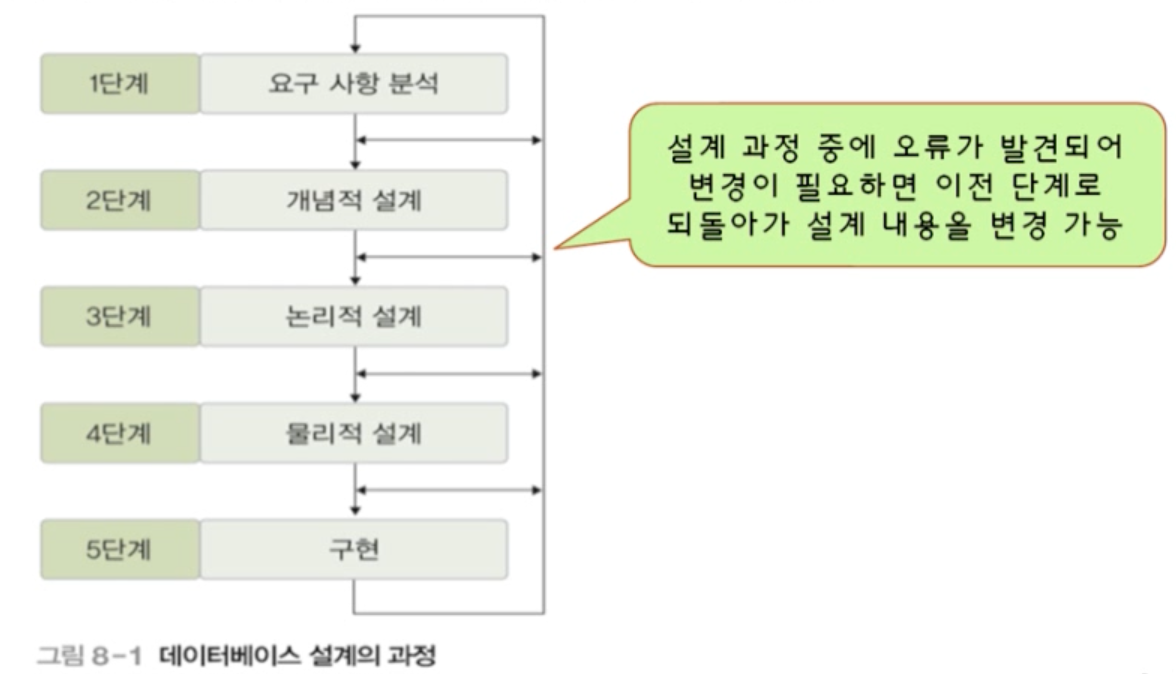 1단계 요구 사항 분석
설계 과정 중에 오류가 발견되어
변경이 필요하면 이전 단계로
되돌아가 설계 내용을 변경 가능
2단계 개념적 설계
3단계 논리적 설계
4단계 물리적 설계
5단계 구현
그림 8-1 데이터베이스 설계의 과정